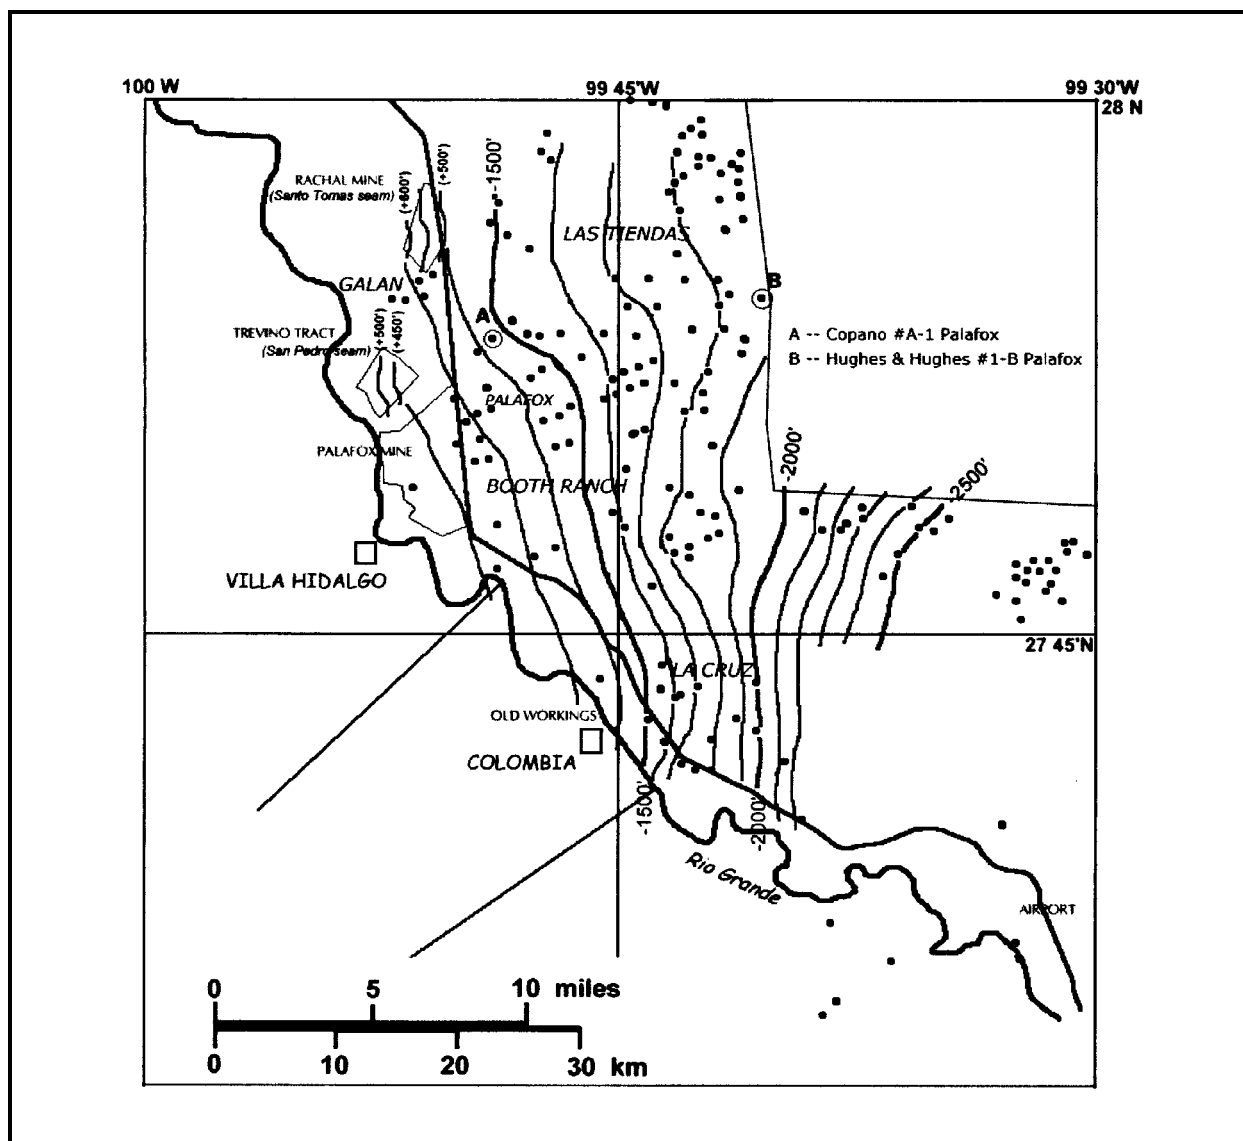 100 W
99 45'W
99 30'W
28 N
RACHAL MINE
(Santo Tomas seam)
(+600')
(+500')
-1500'
LAS TIENDAS
GALAN
B
A
TREVINO TRACT
(San Pedro seam)
(+500')
(+450')
A -- Copano #A-1 Palafox
B -- Hughes & Hughes #1-B Palafox
PALAFOX
PALAFOX MINE
-2000'
-2500'
BOOTH RANCH
VILLA HIDALGO
27 45'N
LA CRUZ
OLD WORKINGS
COLOMBIA
-1500'
-2000'
Rio Grande
AIRPORT
0 5 10 miles
0 10 20 30 km